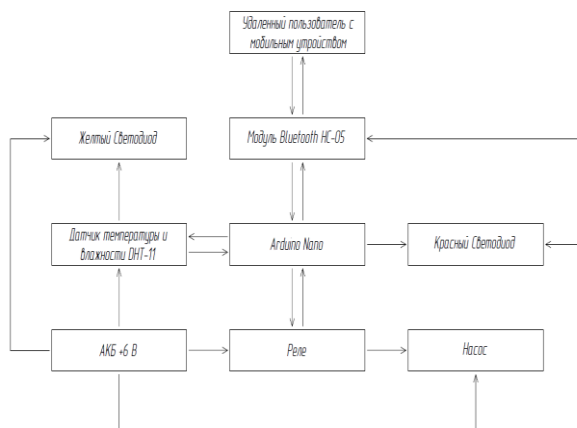 Удаленный пользователь с
мобильным утройством
Желтый Светодиод
Модуль Bluetooth HC-05
Датчик температуры и
влажности DHT-11
Arduino Nano
Красный Светодиод
АКБ +6 В
Реле
Насос